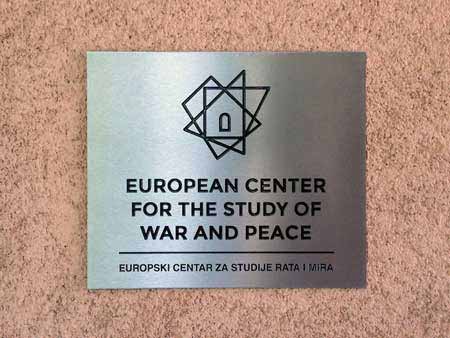 EUROPEAN CENTER
FOR THE STUDY OF
WAR AND PEACE
EUROPSKI CENTAR ZA STUDIJE RATA I MIRA